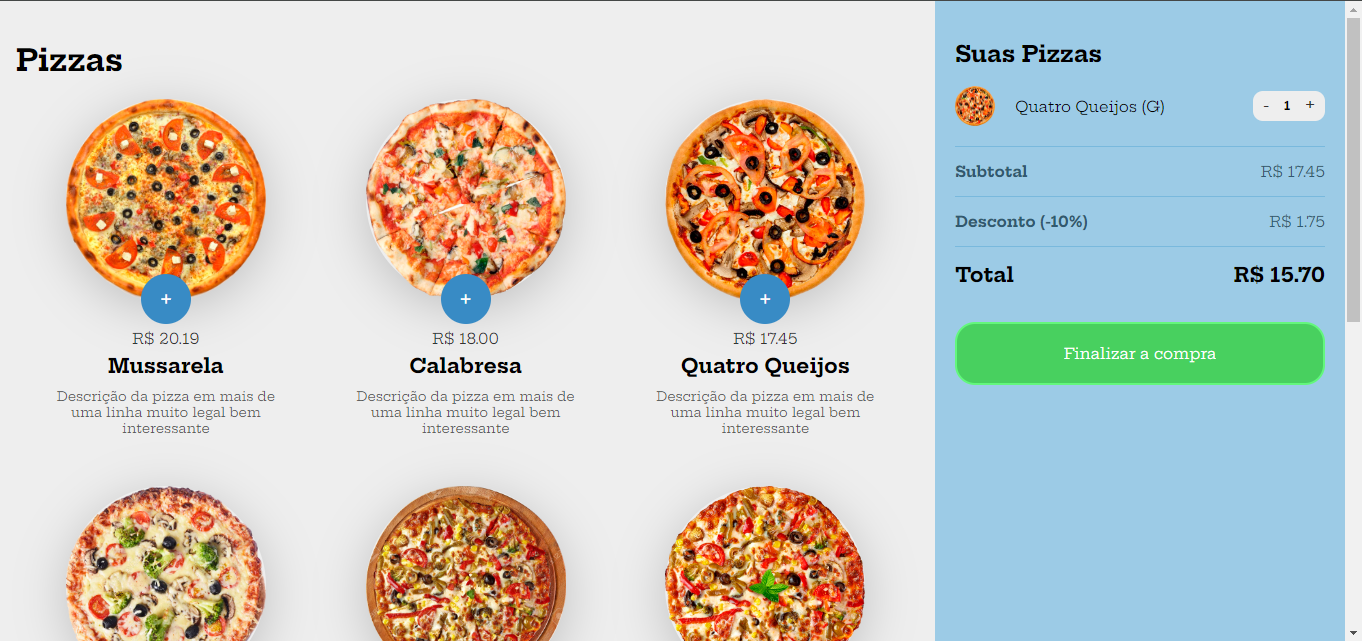 Pizzas
+
R$ 20.19
Mussarela
Descrição da pizza em mais de
uma linha muito legal bem
interessante
+
R$ 18.00
Calabresa
Descrição da pizza em mais de
uma linha muito legal bem
interessante
+
R$ 17.45
Quatro Queijos
Descrição da pizza em mais de
uma linha muito legal bem
interessante
Suas Pizzas
Quatro Queijos (G) - 1 +
Subtotal R$ 17.45
Desconto (-10%) R$ 1.75
Total R$ 15.70
Finalizar a compra